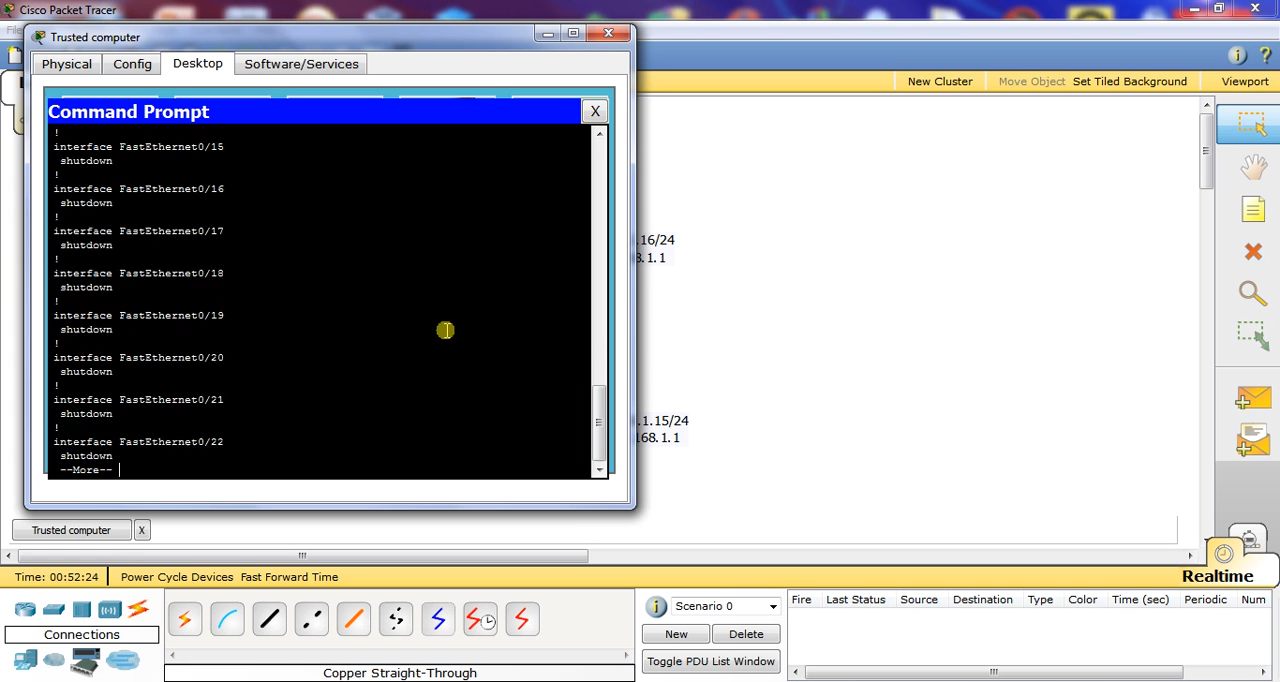 Cisco Packet Tracer
Trusted computer
Physical
Config
Desktop
Software/Services
New Cluster
Move Object
Set Tiled Background
Viewport
Command Prompt
X
!
interface FastEthernet0/15
shutdown
!
interface FastEthernet0/16
shutdown
!
interface FastEthernet0/17
shutdown
!
interface FastEthernet0/18
shutdown
!
interface FastEthernet0/19
shutdown
!
interface FastEthernet0/20
shutdown
!
interface FastEthernet0/21
shutdown
!
interface FastEthernet0/22
shutdown
--More--
.16/24
8.1.1
.1.15/24
168.1.1
Trusted computer
X
Time: 00:52:24
Power Cycle Devices Fast Forward Time
Realtime
Connections
Copper Straight-Through
Scenario 0
New
Delete
Toggle PDU List Window
Fire
Last Status
Source
Destination
Type
Color
Time (sec)
Periodic
Num